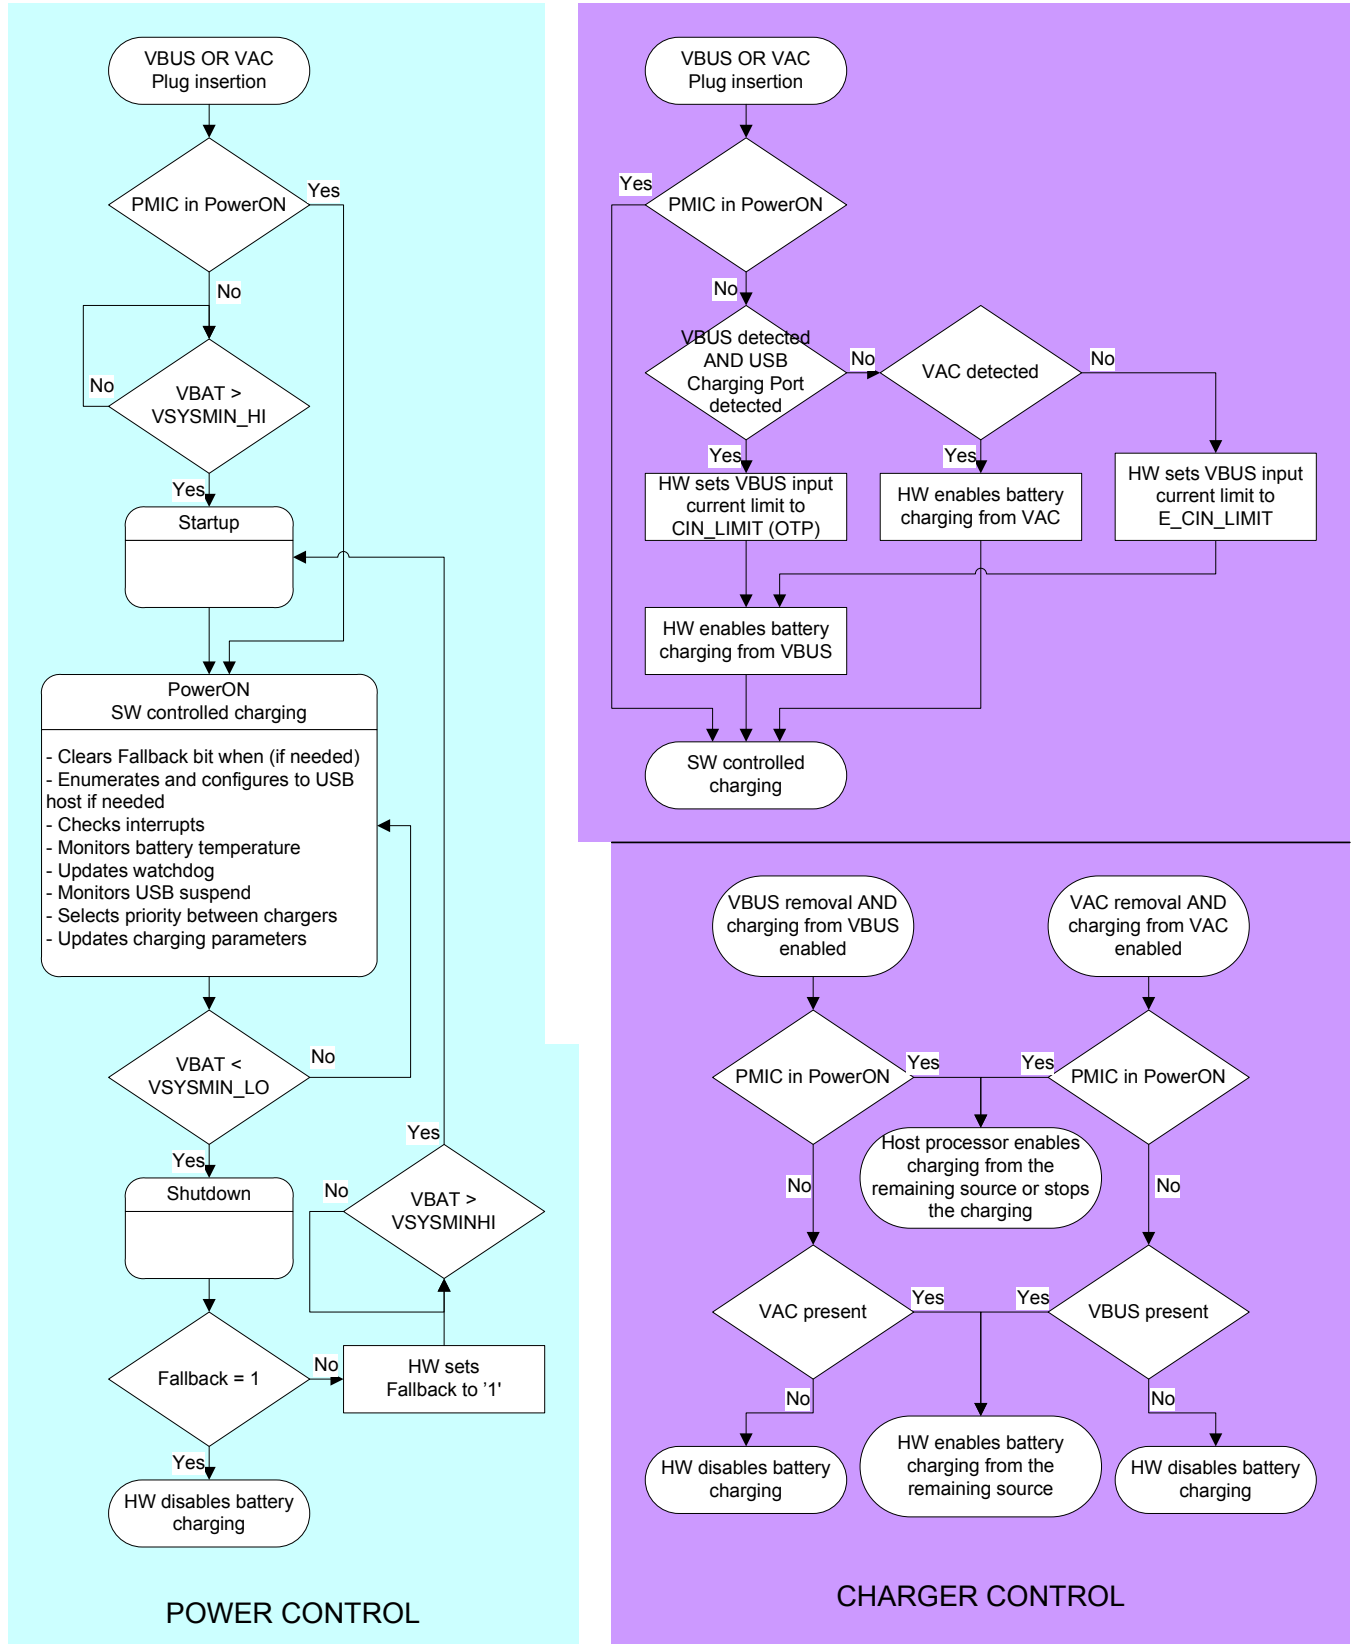 VBUS OR VAC
Plug insertion
PMIC in PowerON
Yes
No
VBAT >
VSYSMIN_HI
No
Yes
Startup
PowerON
SW controlled charging
- Clears Fallback bit when (if needed)
- Enumerates and configures to USB
host if needed
- Checks interrupts
- Monitors battery temperature
- Updates watchdog
- Monitors USB suspend
- Selects priority between chargers
- Updates charging parameters
VBAT <
VSYSMIN_LO
No
Yes
Shutdown
Yes
VBAT >
VSYSMINHI
No
Fallback = 1
No
HW sets
Fallback to '1'
Yes
HW disables battery
charging
POWER CONTROL
VBUS OR VAC
Plug insertion
Yes
PMIC in PowerON
No
VBUS detected
AND USB
Charging Port
detected
No
VAC detected
No
Yes
HW sets VBUS input
current limit to
CIN_LIMIT (OTP)
Yes
HW enables battery
charging from VAC
HW sets VBUS input
current limit to
E_CIN_LIMIT
HW enables battery
charging from VBUS
SW controlled
charging
VBUS removal AND
charging from VBUS
enabled
VAC removal AND
charging from VAC
enabled
PMIC in PowerON
Yes
Yes
PMIC in PowerON
Host processor enables
charging from the
remaining source or stops
the charging
No
No
VAC present
Yes
Yes
VBUS present
No
No
HW disables battery
charging
HW enables battery
charging from the
remaining source
HW disables battery
charging
CHARGER CONTROL